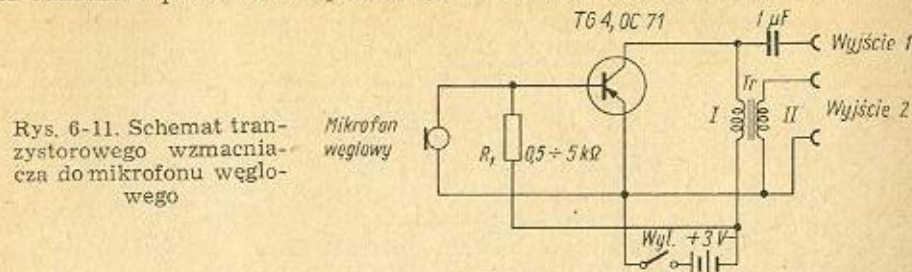 Rys. 6-11. Schemat tran-
zystorowego wzmacnia-
cza do mikrofonu węglo-
wego
TG 4, OC 71
1 µF
Wyjście 1
Tr
I
II
Wyjście 2
Mikrofon
węglowy
R₁
0,5 ÷ 5 kΩ
Wył.
+3V-